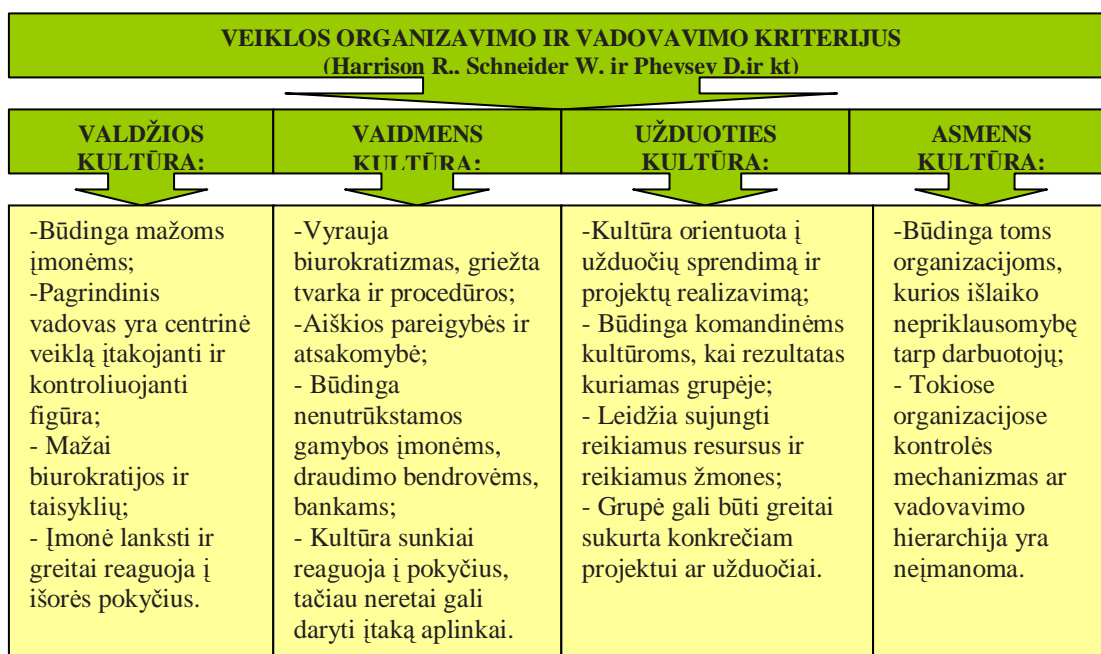 VEIKLOS ORGANIZAVIMO IR VADOVAVIMO KRITERIJUS
(Harrison R., Schneider W. ir Pheysey D.ir kt)
VALDŽIOS
KULTŪRA:
VAIDMENS
KULTŪRA:
UŽDUOTIES
KULTŪRA:
ASMENS
KULTŪRA:
-Būdinga mažoms
įmonėms;
-Pagrindinis
vadovas yra centrinė
veiklą įtakojanti ir
kontroliuojanti
figūra;
- Mažai
biurokratijos ir
taisyklių;
- Įmonė lanksti ir
greitai reaguoja į
išorės pokyčius.
-Vyrauja
biurokratizmas, griežta
tvarka ir procedūros;
-Aiškios pareigybės ir
atsakomybė;
- Būdinga
nenutrūkstamos
gamybos įmonėms,
draudimo bendrovėms,
bankams;
- Kultūra sunkiai
reaguoja į pokyčius,
tačiau neretai gali
daryti įtaką aplinkai.
-Kultūra orientuota į
užduočių sprendimą ir
projektų realizavimą;
- Būdinga komandinėms
kultūroms, kai rezultatas
kuriamas grupėje;
- Leidžia sujungti
reikiamus resursus ir
reikiamus žmones;
- Grupė gali būti greitai
sukurta konkrečiam
projektui ar užduočiai.
-Būdinga toms
organizacijoms,
kurios išlaiko
nepriklausomybę
tarp darbuotojų;
- Tokiose
organizacijose
kontrolės
mechanizmas ar
vadovavimo
hierarchija yra
neįmanoma.